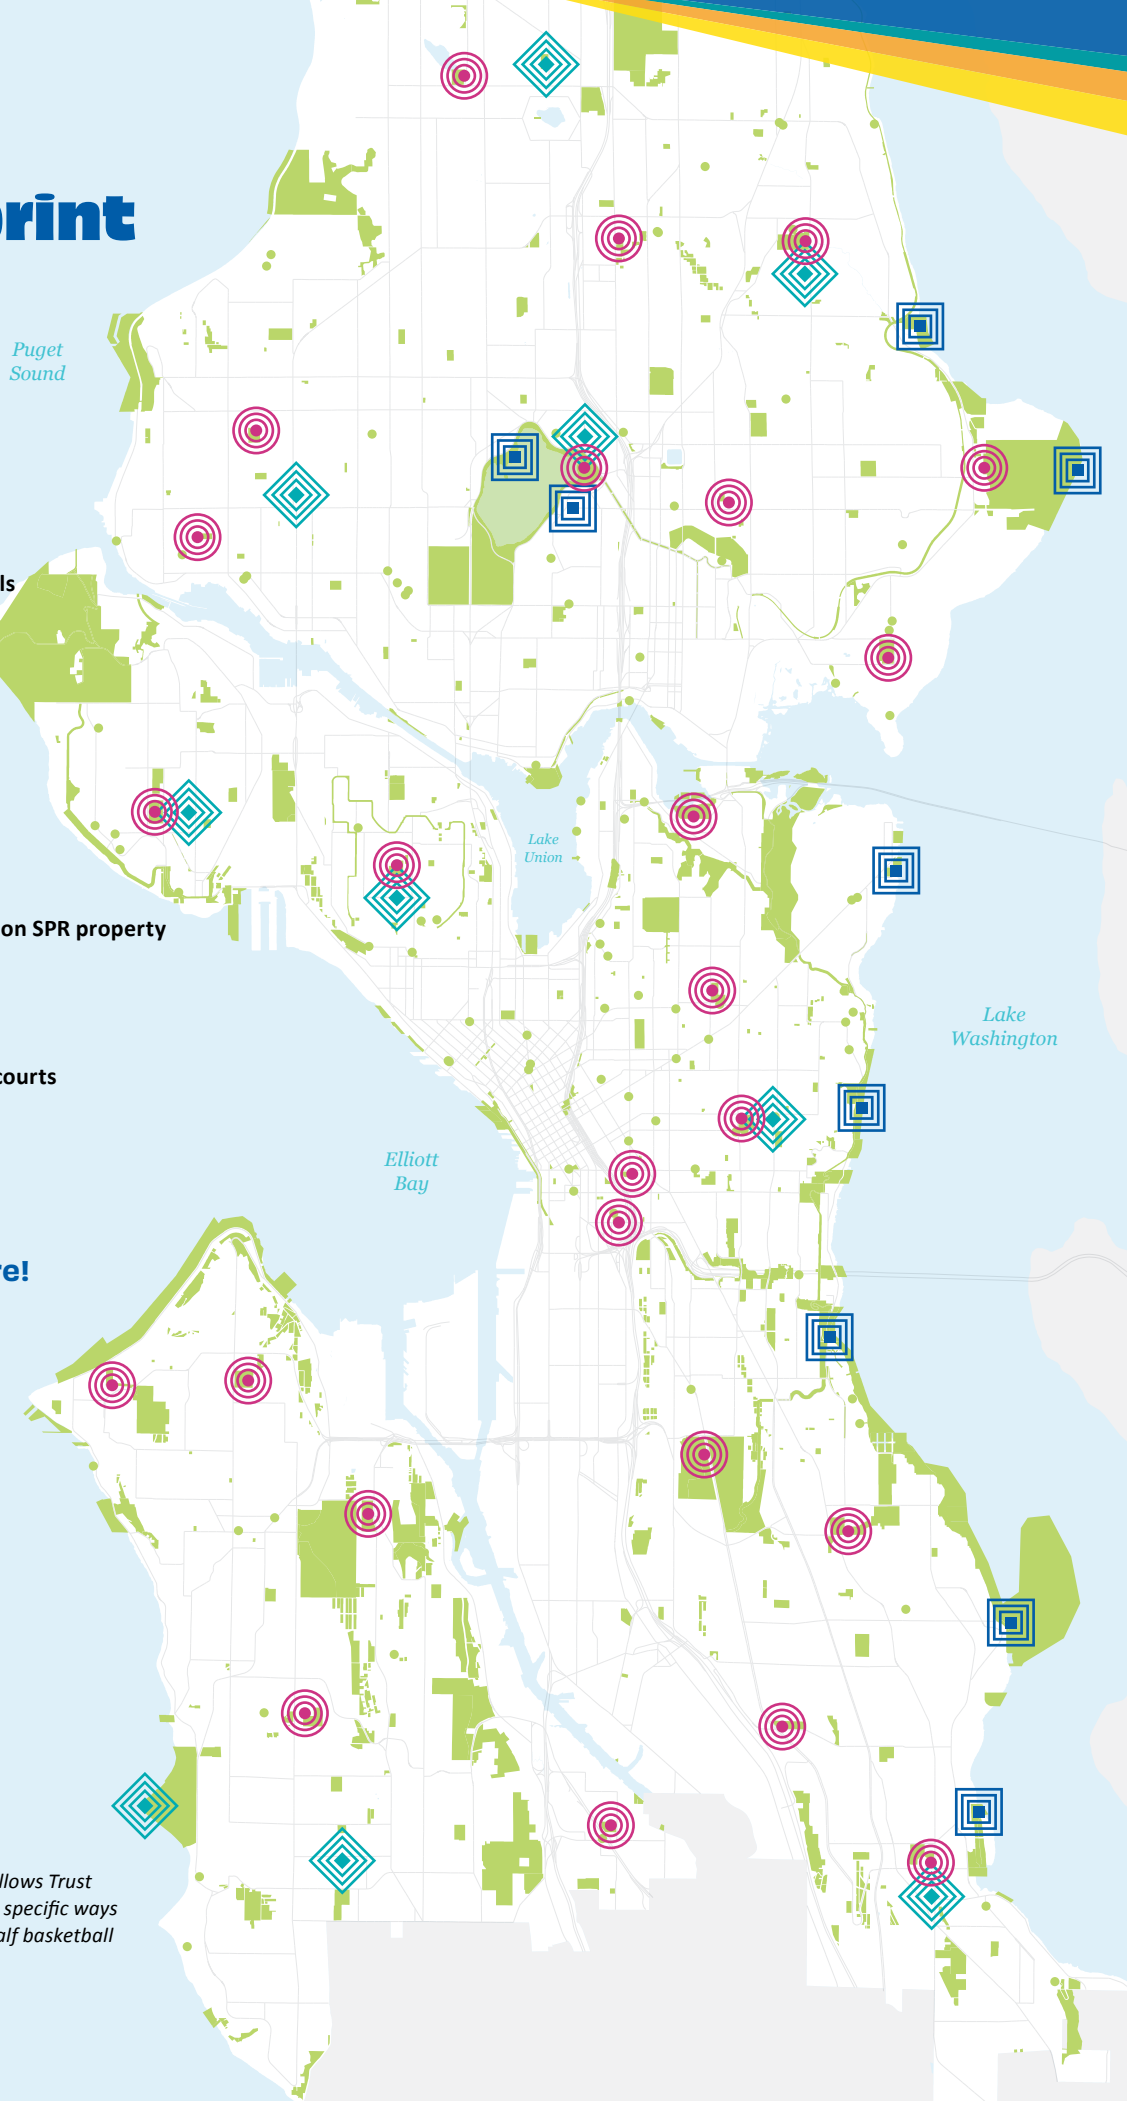 print
Puget
Sound
ls
Lake
Union
on SPR property
Lake
Washington
courts
Elliott
Bay
re!
llows Trust
specific ways
alf basketball